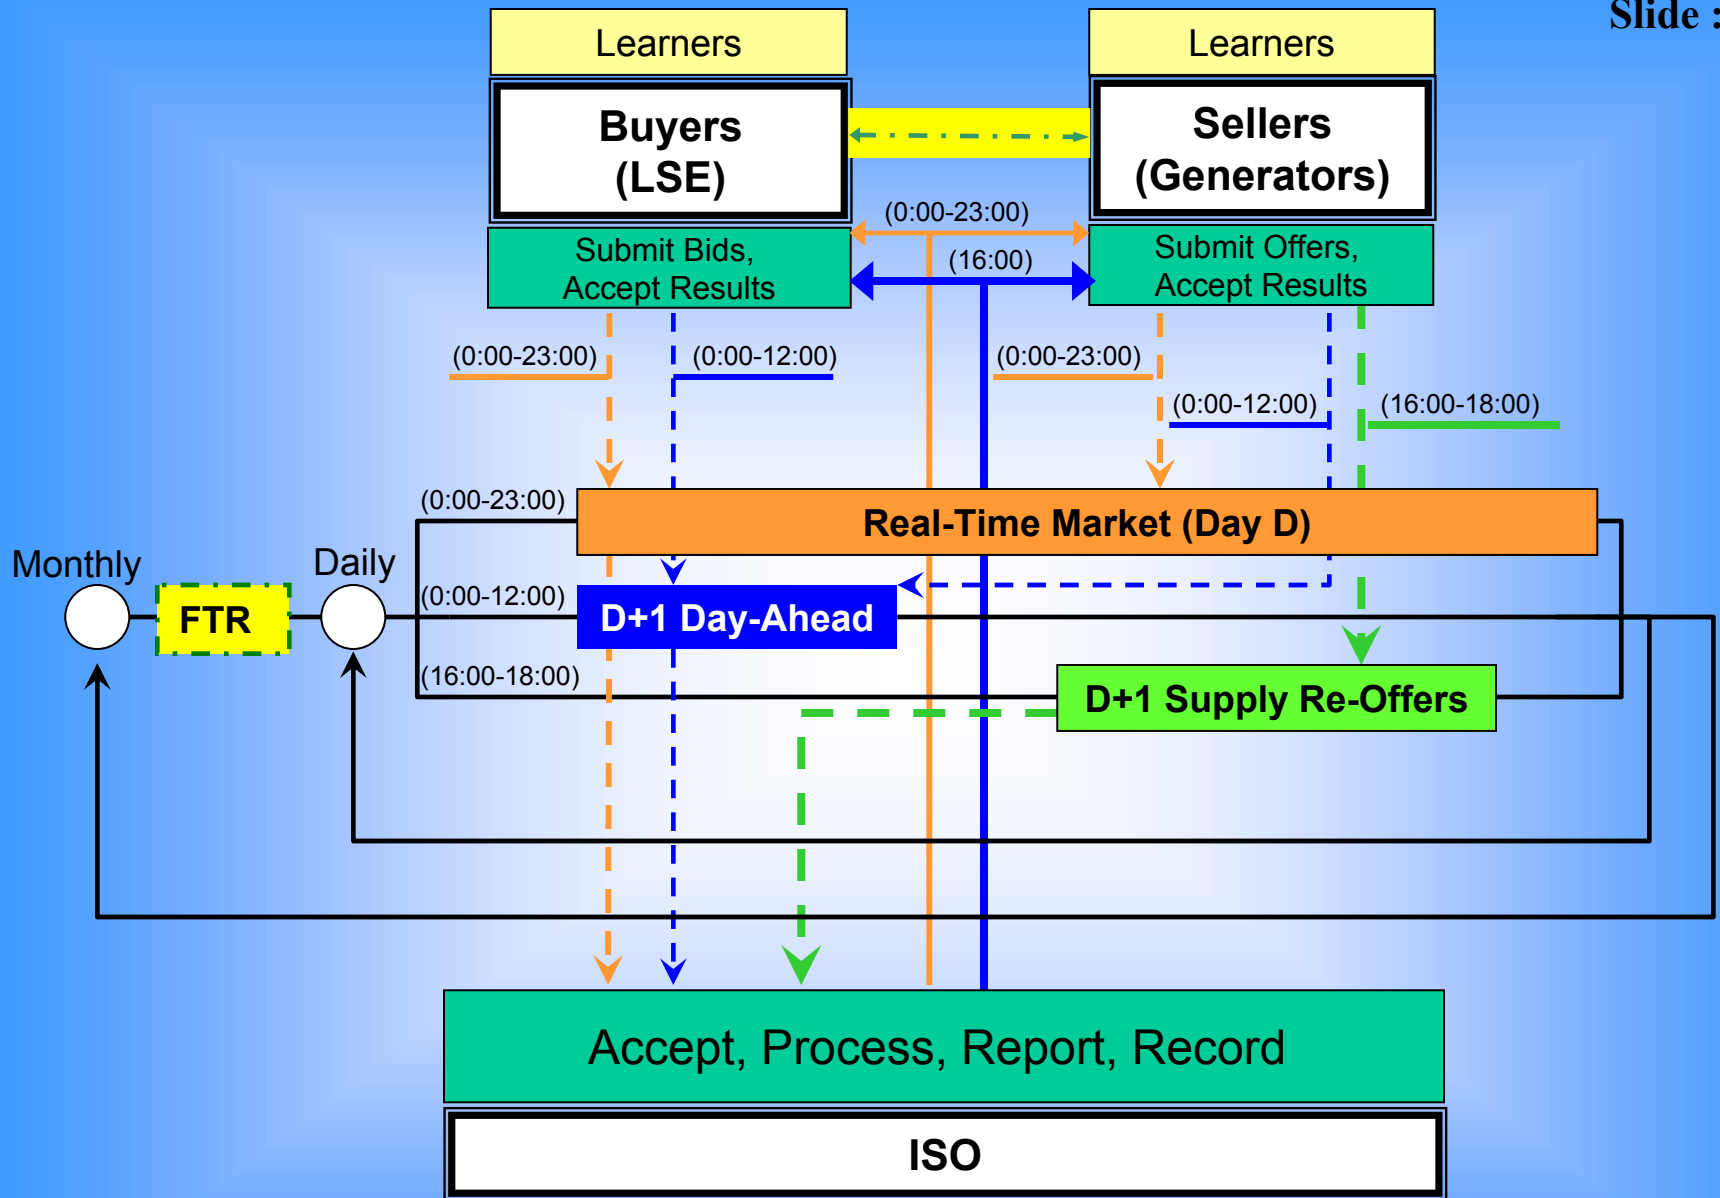 Slide :
Learners
Learners
Buyers
(LSE)
Sellers
(Generators)
(0:00-23:00)
Submit Bids,
Accept Results
(16:00)
Submit Offers,
Accept Results
(0:00-23:00)
(0:00-12:00)
(0:00-23:00)
(0:00-12:00)
(16:00-18:00)
(0:00-23:00)
Real-Time Market (Day D)
Monthly
Daily
FTR
(0:00-12:00)
D+1 Day-Ahead
(16:00-18:00)
D+1 Supply Re-Offers
Accept, Process, Report, Record
ISO